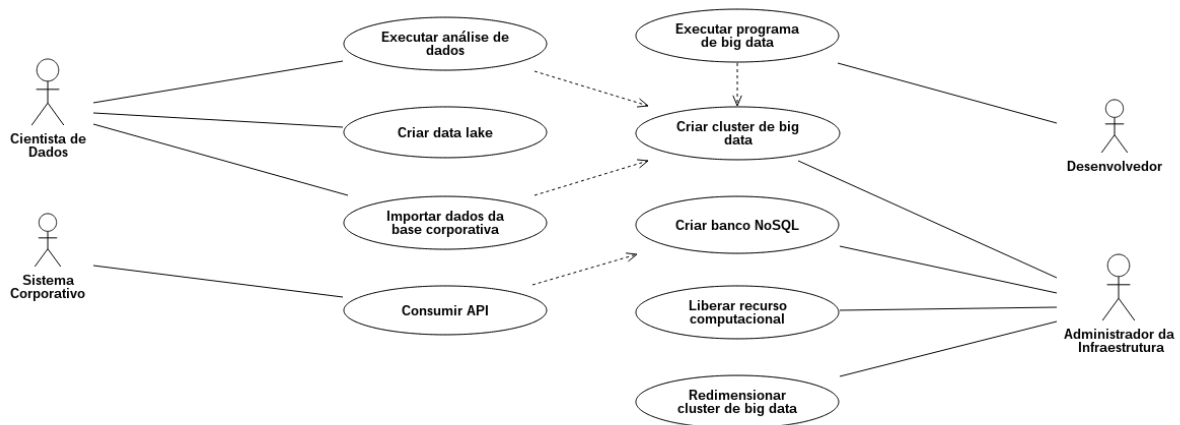 Executar análise de
dados
Executar programa
de big data
Cientista de
Dados
Criar data lake
Criar cluster de big
data
Desenvolvedor
Importar dados da
base corporativa
Criar banco NoSQL
Sistema
Corporativo
Consumir API
Liberar recurso
computacional
Administrador da
Infraestrutura
Redimensionar
cluster de big data